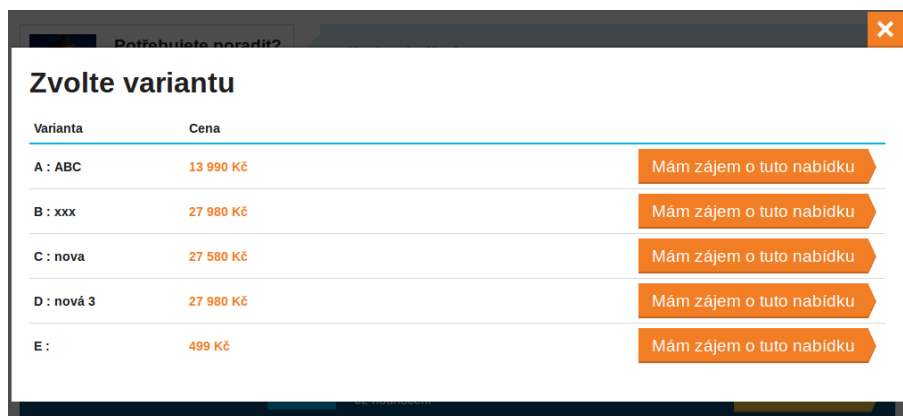 Potřebujete poradit?
Zvolte variantu
Varianta Cena
A : ABC 13 990 Kč Mám zájem o tuto nabídku
B : xxx 27 980 Kč Mám zájem o tuto nabídku
C : nova 27 580 Kč Mám zájem o tuto nabídku
D : nová 3 27 980 Kč Mám zájem o tuto nabídku
E : 499 Kč Mám zájem o tuto nabídku
hodnocení